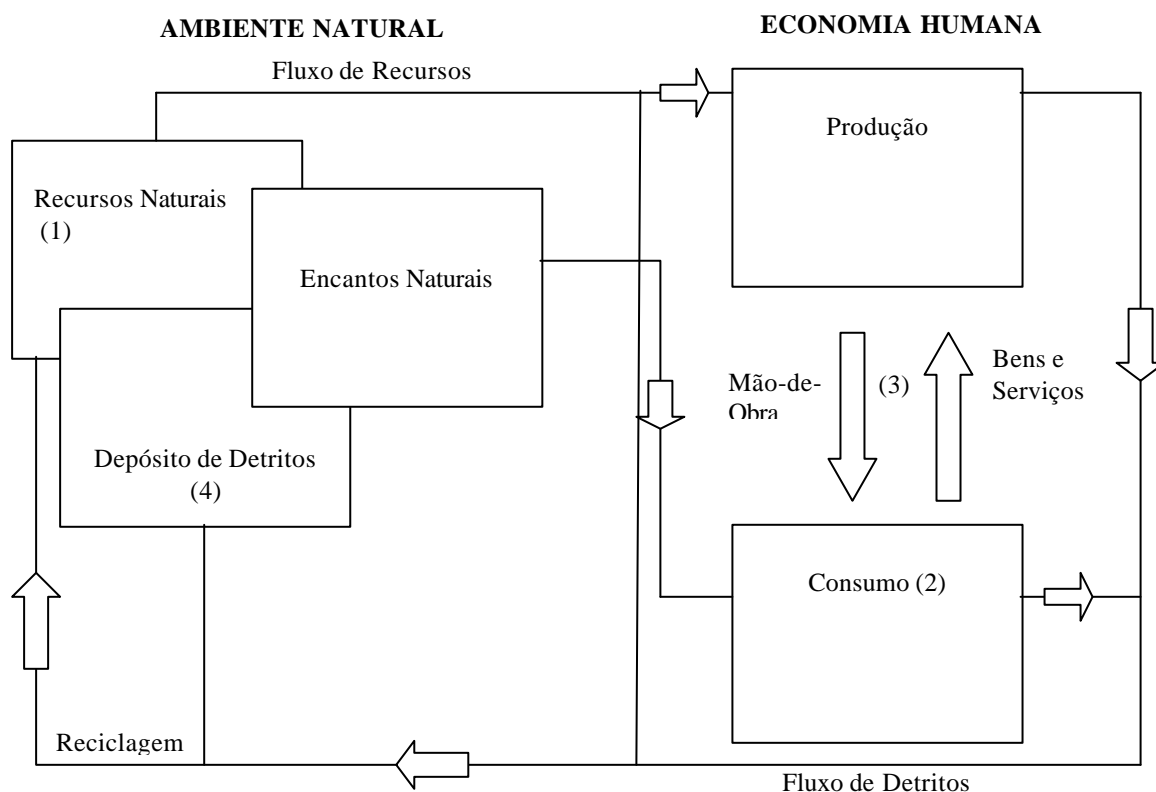 AMBIENTE NATURAL
ECONOMIA HUMANA
Fluxo de Recursos
Produção
Recursos Naturais
(1)
Encantos Naturais
Mão-de-
Obra
(3)
Bens e
Serviços
Depósito de Detritos
(4)
Consumo (2)
Reciclagem
Fluxo de Detritos